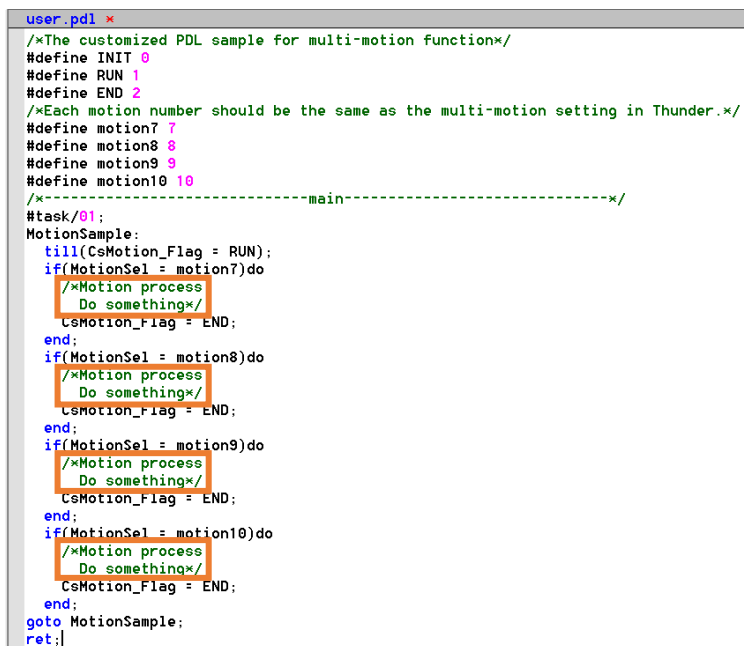 user.pdl ×
/*The customized PDL sample for multi-motion function*/
#define INIT 0
#define RUN 1
#define END 2
/*Each motion number should be the same as the multi-motion setting in Thunder.*/
#define motion7 7
#define motion8 8
#define motion9 9
#define motion10 10
/*------------------------------main------------------------------*/
#task/01;
MotionSample:
till(CsMotion_Flag = RUN);
if(MotionSel = motion7)do
/*Motion process
Do something*/
CsMotion_Flag = END;
end;
if(MotionSel = motion8)do
/*Motion process
Do something*/
CsMotion_Flag = END;
end;
if(MotionSel = motion9)do
/*Motion process
Do something*/
CsMotion_Flag = END;
end;
if(MotionSel = motion10)do
/*Motion process
Do something*/
CsMotion_Flag = END;
end;
goto MotionSample;
ret;